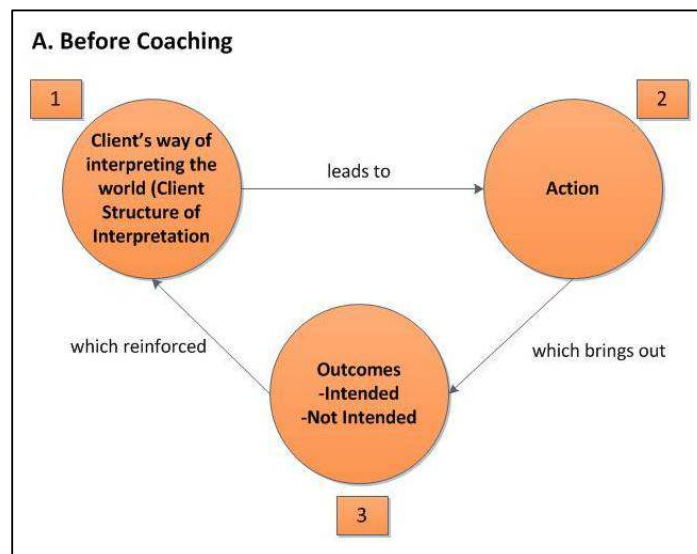 A. Before Coaching
1
2
Client's way of
interpreting the
world (Client
Structure of
Interpretation
leads to
Action
which reinforced
which brings out
Outcomes
-Intended
-Not Intended
3